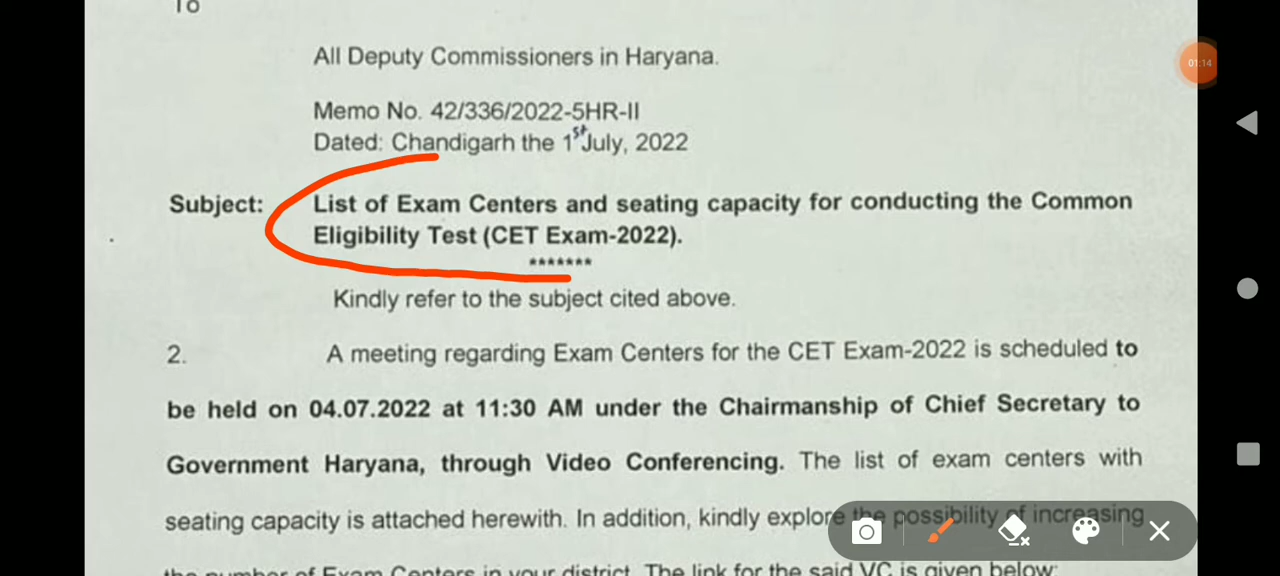 To
All Deputy Commissioners in Haryana.
Memo No. 42/336/2022-5HR-II
Dated: Chandigarh the 1st July, 2022
Subject: List of Exam Centers and seating capacity for conducting the Common
Eligibility Test (CET Exam-2022).
*******
Kindly refer to the subject cited above.
2. A meeting regarding Exam Centers for the CET Exam-2022 is scheduled to
be held on 04.07.2022 at 11:30 AM under the Chairmanship of Chief Secretary to
Government Haryana, through Video Conferencing. The list of exam centers with
seating capacity is attached herewith. In addition, kindly explore the possibility of increasing
the number of Exam Centers in your district. The link for the said VC is given below:
01:14